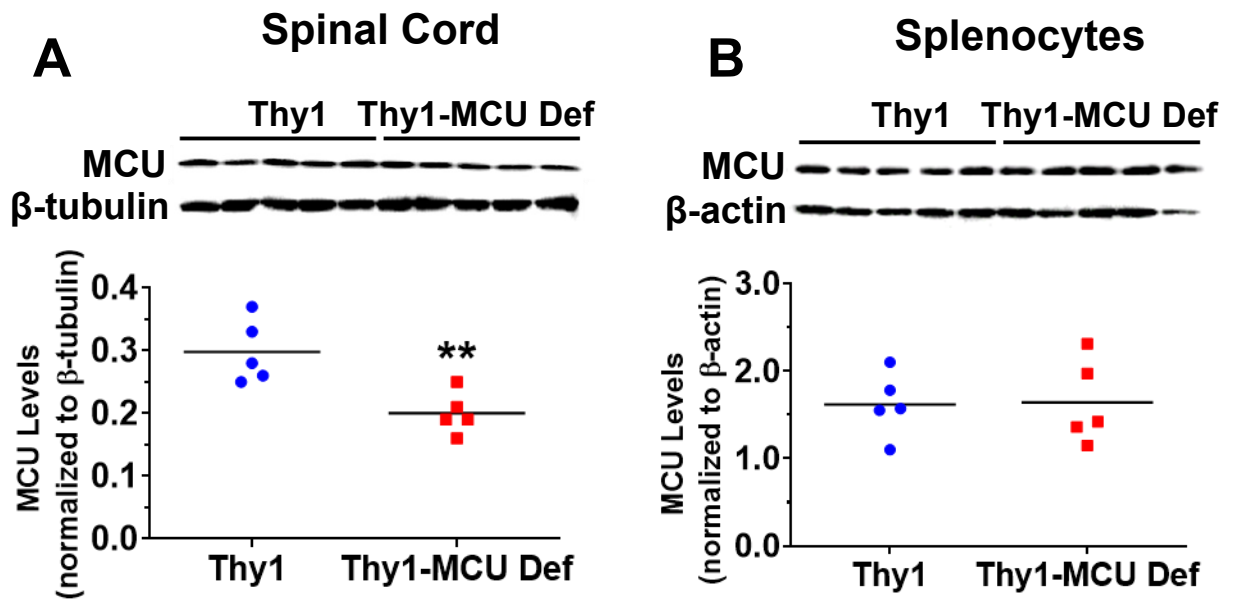 A
Spinal Cord
Thy1 Thy1-MCU Def
MCU
β-tubulin
MCU Levels
(normalized to β-tubulin)
0.4
0.3
0.2
0.1
0.0
**
Thy1 Thy1-MCU Def
B
Splenocytes
Thy1 Thy1-MCU Def
MCU
β-actin
MCU Levels
(normalized to β-actin)
3.0
2.0
1.0
0.0
Thy1 Thy1-MCU Def